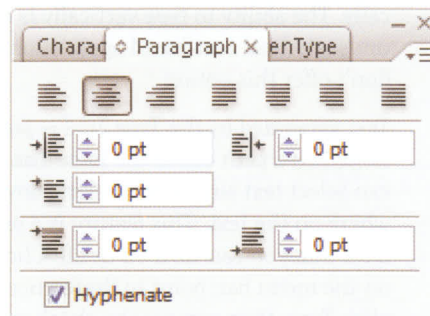 Charac Paragraph × enType
0 pt 0 pt
0 pt
0 pt 0 pt
Hyphenate